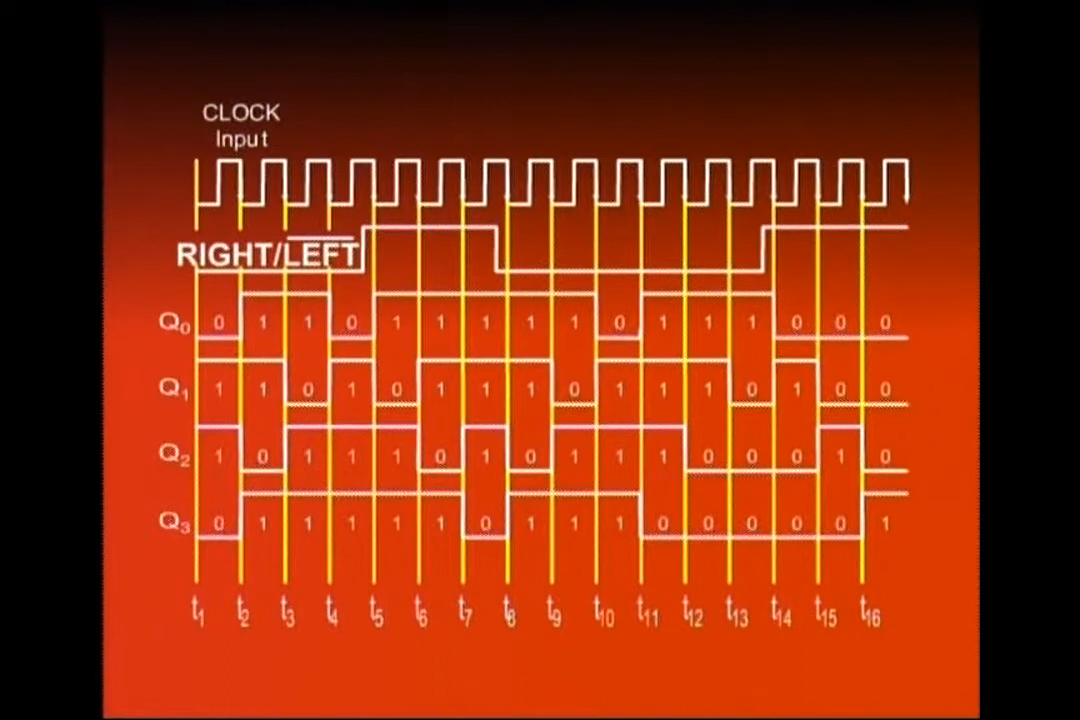 CLOCK
Input
RIGHT/LEFT
Q0 0 1 1 0 1 1 1 1 1 0 1 1 1 0 0 0
Q1 1 1 0 1 0 1 1 1 0 1 1 1 0 1 0 0
Q2 1 0 1 1 1 0 1 0 1 1 1 0 0 0 1 0
Q3 0 1 1 1 1 1 0 1 1 1 0 0 0 0 0 1
t1 t2 t3 t4 t5 t6 t7 t8 t9 t10 t11 t12 t13 t14 t15 t16